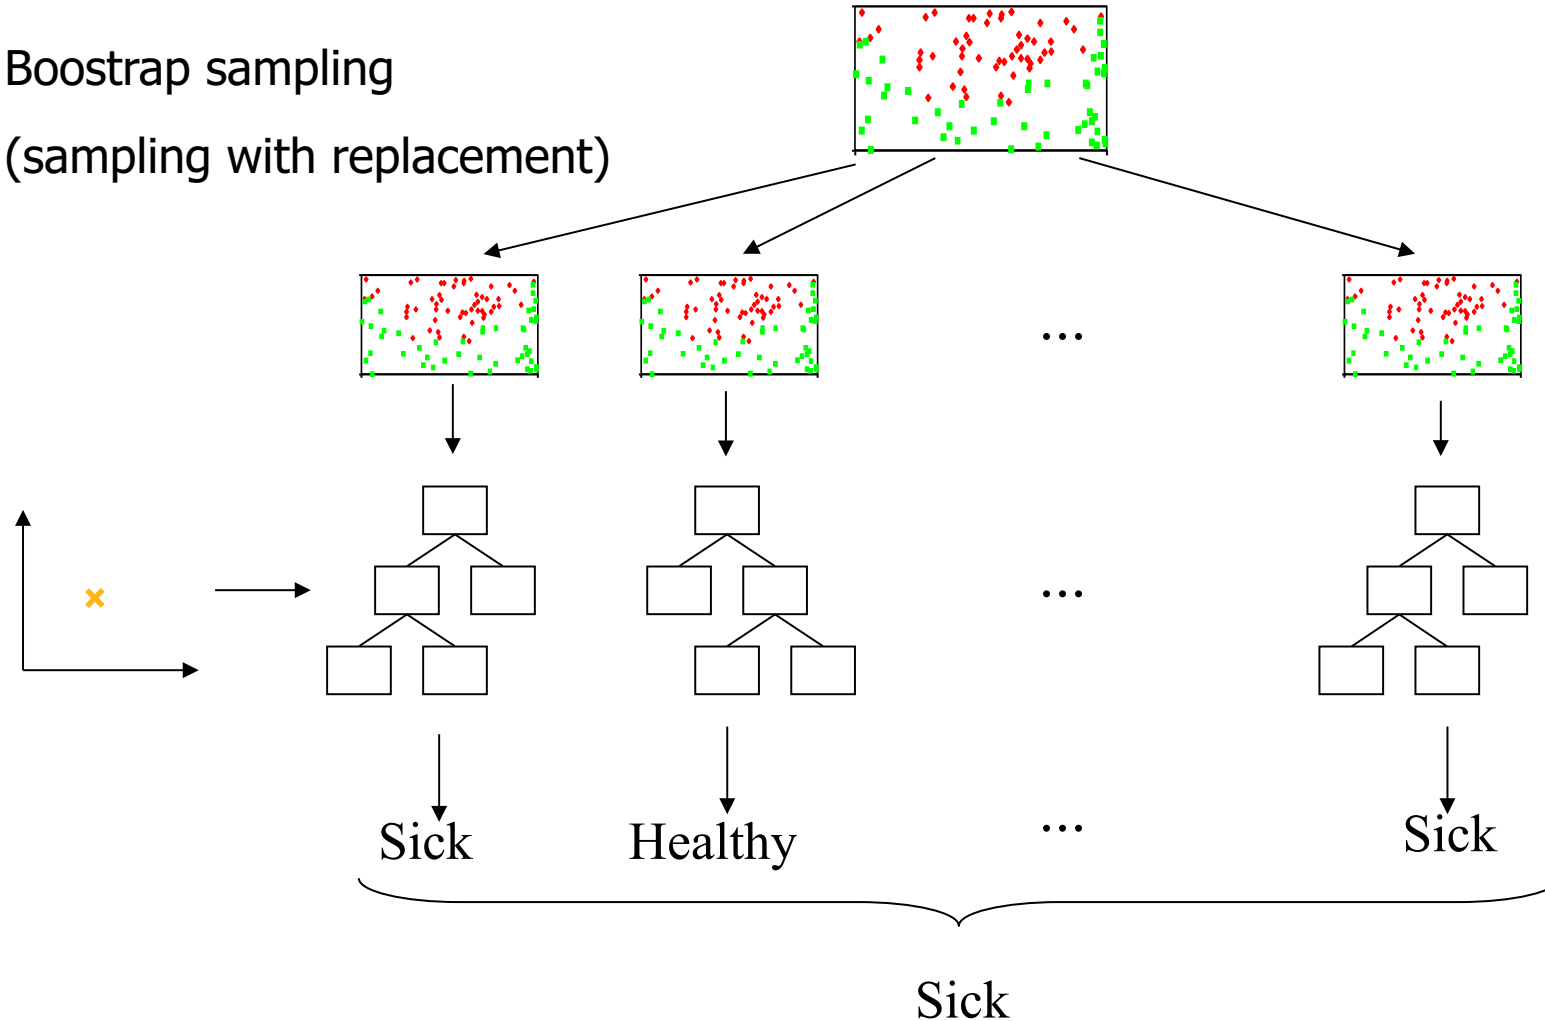 Boostrap sampling
(sampling with replacement)
...
...
Sick Healthy ... Sick
Sick